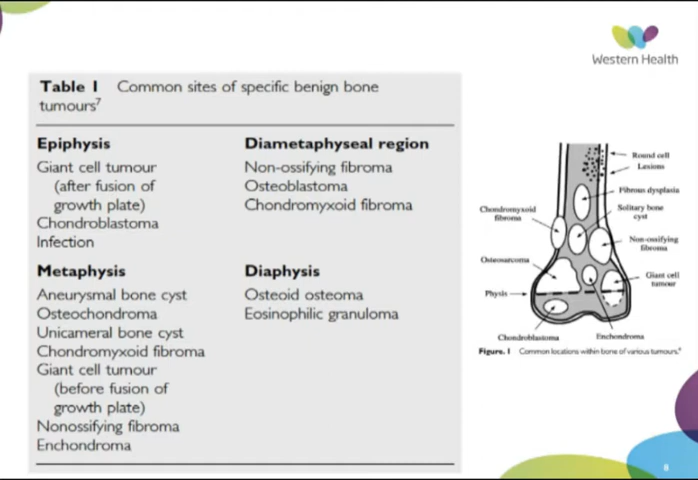 Western Health
Table 1 Common sites of specific benign bone
tumours7
Epiphysis
Giant cell tumour
(after fusion of
growth plate)
Chondroblastoma
Infection
Diametaphyseal region
Non-ossifying fibroma
Osteoblastoma
Chondromyxoid fibroma
Metaphysis
Aneurysmal bone cyst
Osteochondroma
Unicameral bone cyst
Chondromyxoid fibroma
Giant cell tumour
(before fusion of
growth plate)
Nonossifying fibroma
Enchondroma
Diaphysis
Osteoid osteoma
Eosinophilic granuloma
Round cell
Lesions
Fibrous dysplasia
Chondromyxoid
fibroma
Solitary bone
cyst
Non-ossifying
fibroma
Osteosarcoma
Giant cell
tumour
Physis
Chondroblastoma
Enchondroma
Figure. 1 Common locations within bone of various tumours.
8